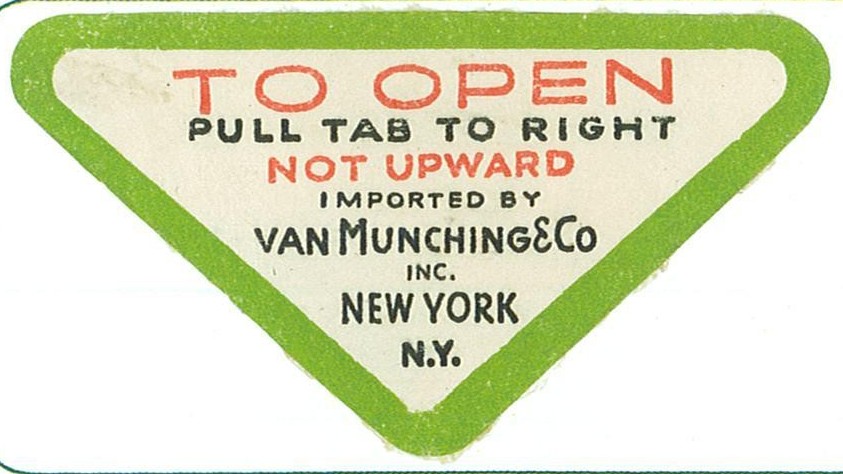 TO OPEN
PULL TAB TO RIGHT
NOT UPWARD
IMPORTED BY
VAN MUNCHING & CO
INC.
NEW YORK
N.Y.